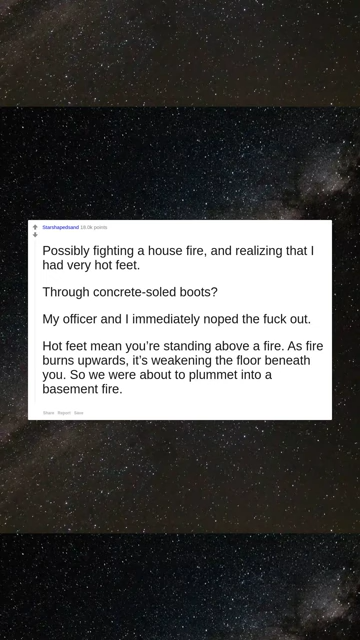 Starshapedsand 18.0k points
Possibly fighting a house fire, and realizing that I
had very hot feet.
Through concrete-soled boots?
My officer and I immediately noped the fuck out.
Hot feet mean you’re standing above a fire. As fire
burns upwards, it’s weakening the floor beneath
you. So we were about to plummet into a
basement fire.
Share Report Save